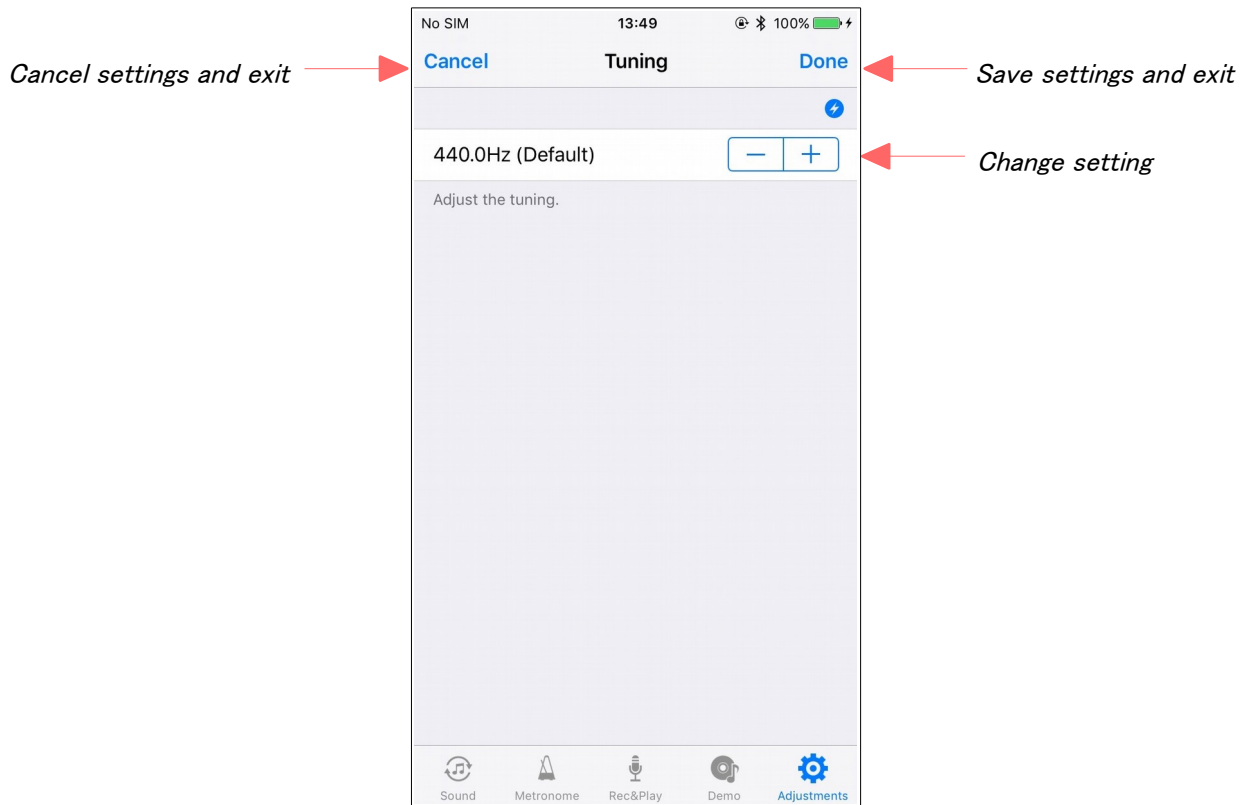 No SIM 13:49 100%
Cancel Tuning Done
Cancel settings and exit
Save settings and exit
440.0Hz (Default) − +
Change setting
Adjust the tuning.
Sound Metronome Rec&Play Demo Adjustments